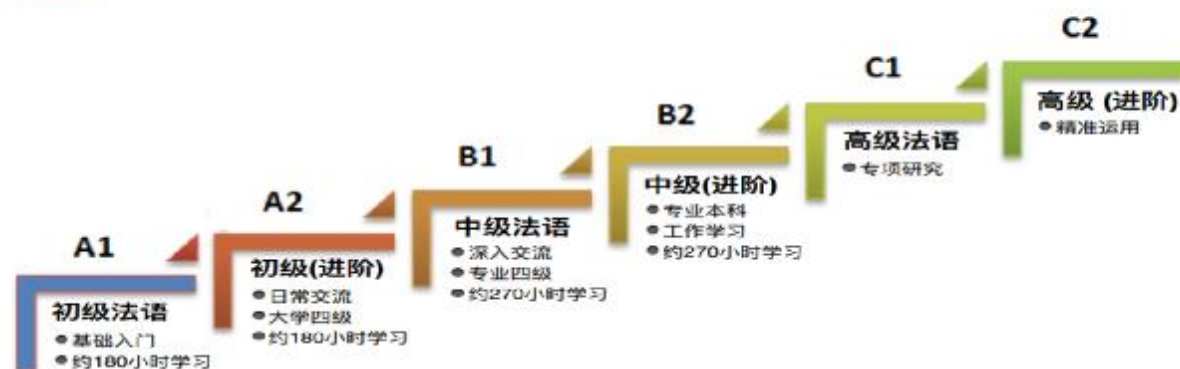 A1
初级法语
●基础入门
●约180小时学习
A2
初级(进阶)
●日常交流
●大学四级
●约180小时学习
B1
中级法语
●深入交流
●专业四级
●约270小时学习
B2
中级(进阶)
●专业本科
●工作学习
●约270小时学习
C1
高级法语
●专项研究
C2
高级 (进阶)
●精准运用